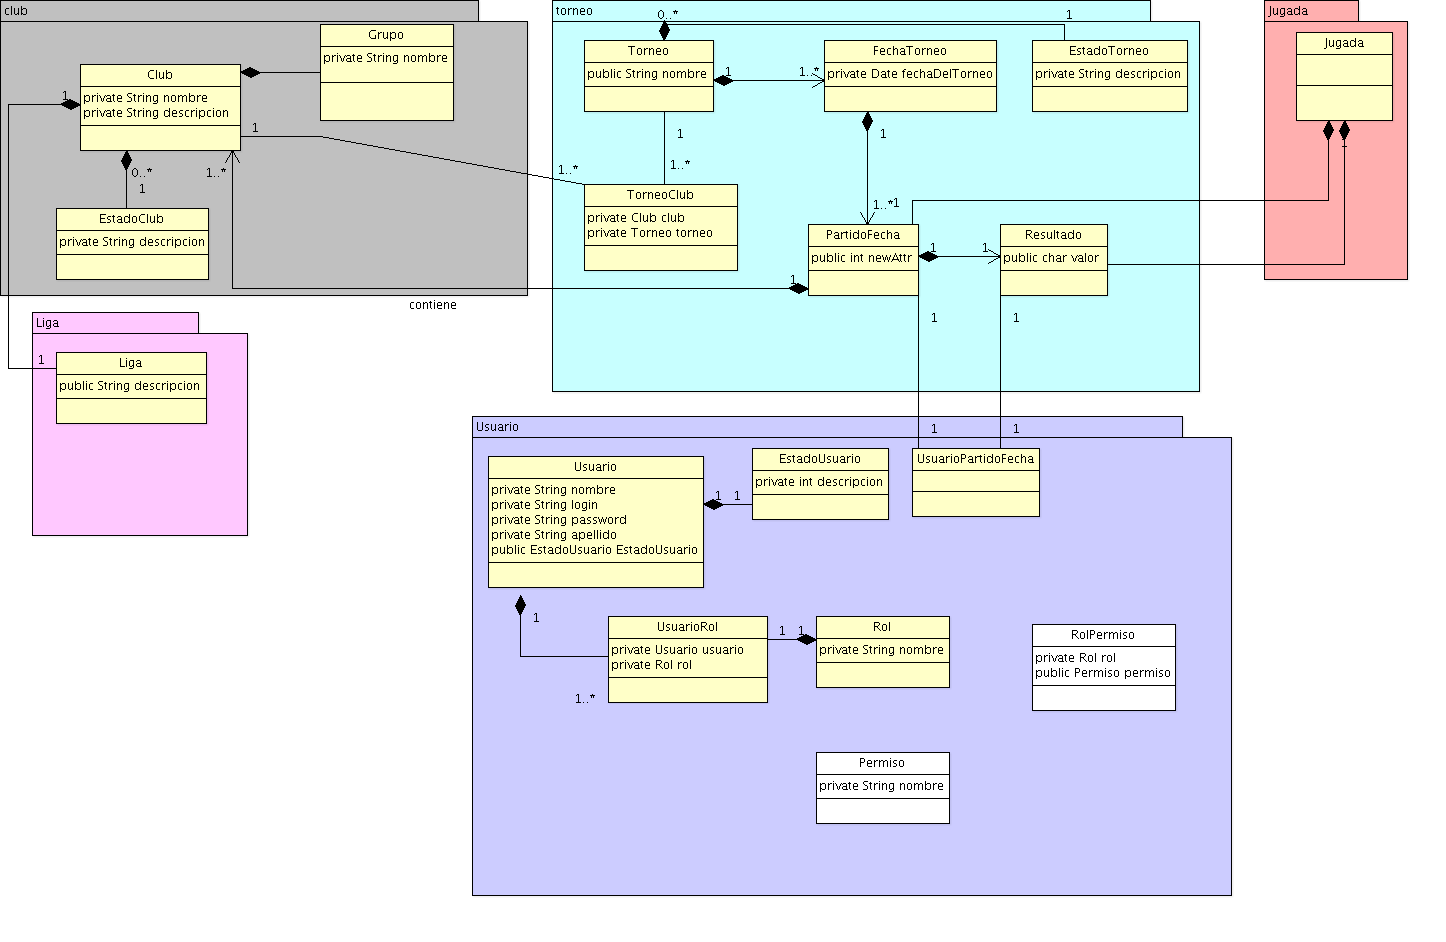 club
Grupo
private String nombre
Club
private String nombre
private String descripcion
1
1
0..*
1
1..*
EstadoClub
private String descripcion
contiene
Liga
1
Liga
public String descripcion
torneo
0..*
1
Torneo
public String nombre
1
1..*
FechaTorneo
private Date fechaDelTorneo
EstadoTorneo
private String descripcion
1
1..*
1..*
TorneoClub
private Club club
private Torneo torneo
1
1..*
1
PartidoFecha
public int newAttr
1
1
1
Resultado
public char valor
1
1
Jugada
Jugada
1
Usuario
1
1
Usuario
private String nombre
private String login
private String password
private String apellido
public EstadoUsuario EstadoUsuario
1
1
EstadoUsuario
private int descripcion
UsuarioPartidoFecha
1
1..*
UsuarioRol
private Usuario usuario
private Rol rol
1
1
Rol
private String nombre
RolPermiso
private Rol rol
public Permiso permiso
Permiso
private String nombre